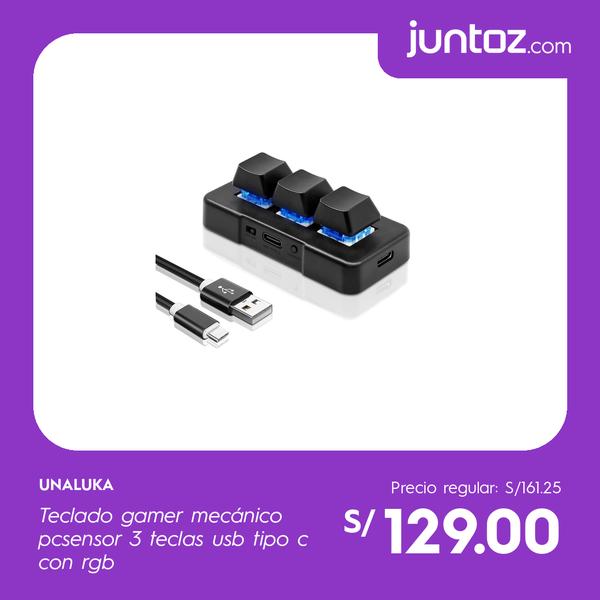 juntoz.com
UNALUKA
Teclado gamer mecánico
pcsensor 3 teclas usb tipo c
con rgb
Precio regular: S/161.25
S/129.00